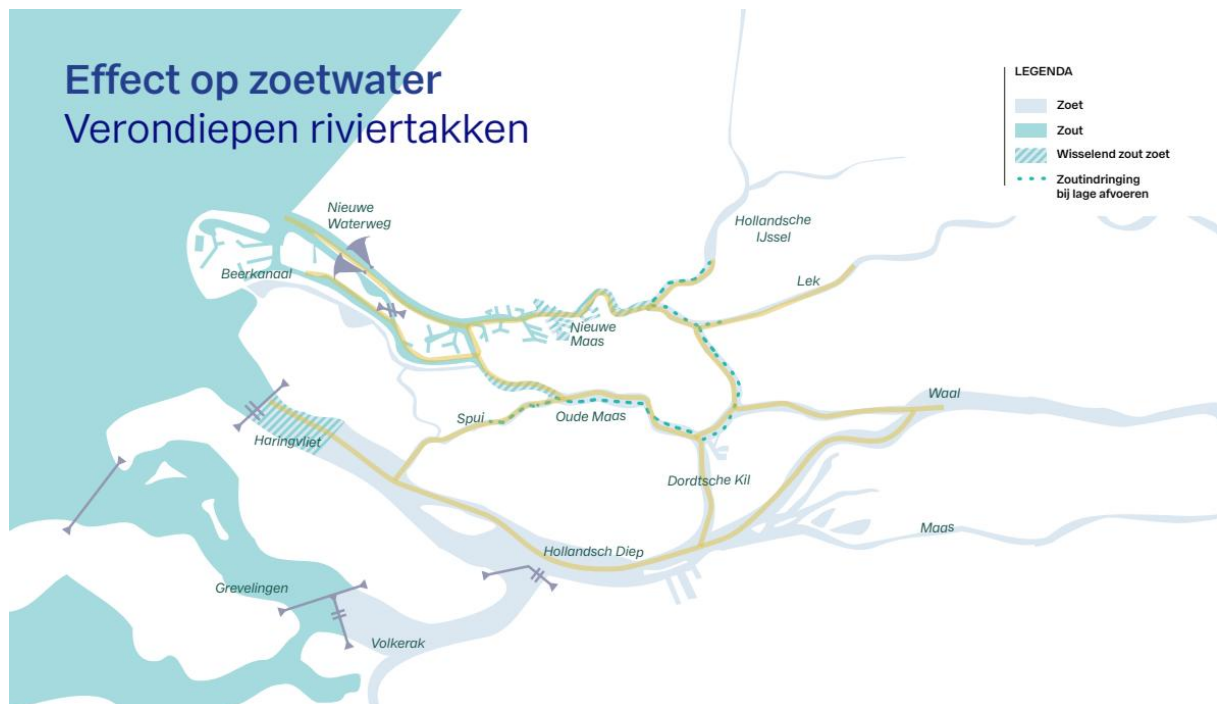 Effect op zoetwater
Verondiepen riviertakken
LEGENDA
Zoet
Zout
Wisselend zout zoet
Zoutindringing
bij lage afvoeren
Nieuwe
Waterweg
Hollandsche
IJssel
Beerkanaal
Lek
Nieuwe
Maas
Waal
Spui
Oude Maas
Haringvliet
Dordtsche Kil
Maas
Hollandsch Diep
Grevelingen
Volkerak